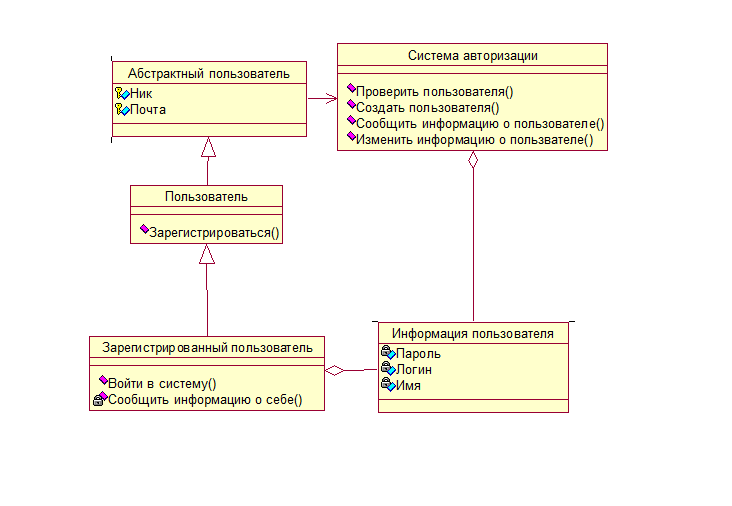 Абстрактный пользователь
Ник
Почта
Система авторизации
Проверить пользователя()
Создать пользователя()
Сообщить информацию о пользователе()
Изменить информацию о пользвателе()
Пользователь
Зарегистрироваться()
Зарегистрированный пользователь
Войти в систему()
Сообщить информацию о себе()
Информация пользователя
Пароль
Логин
Имя